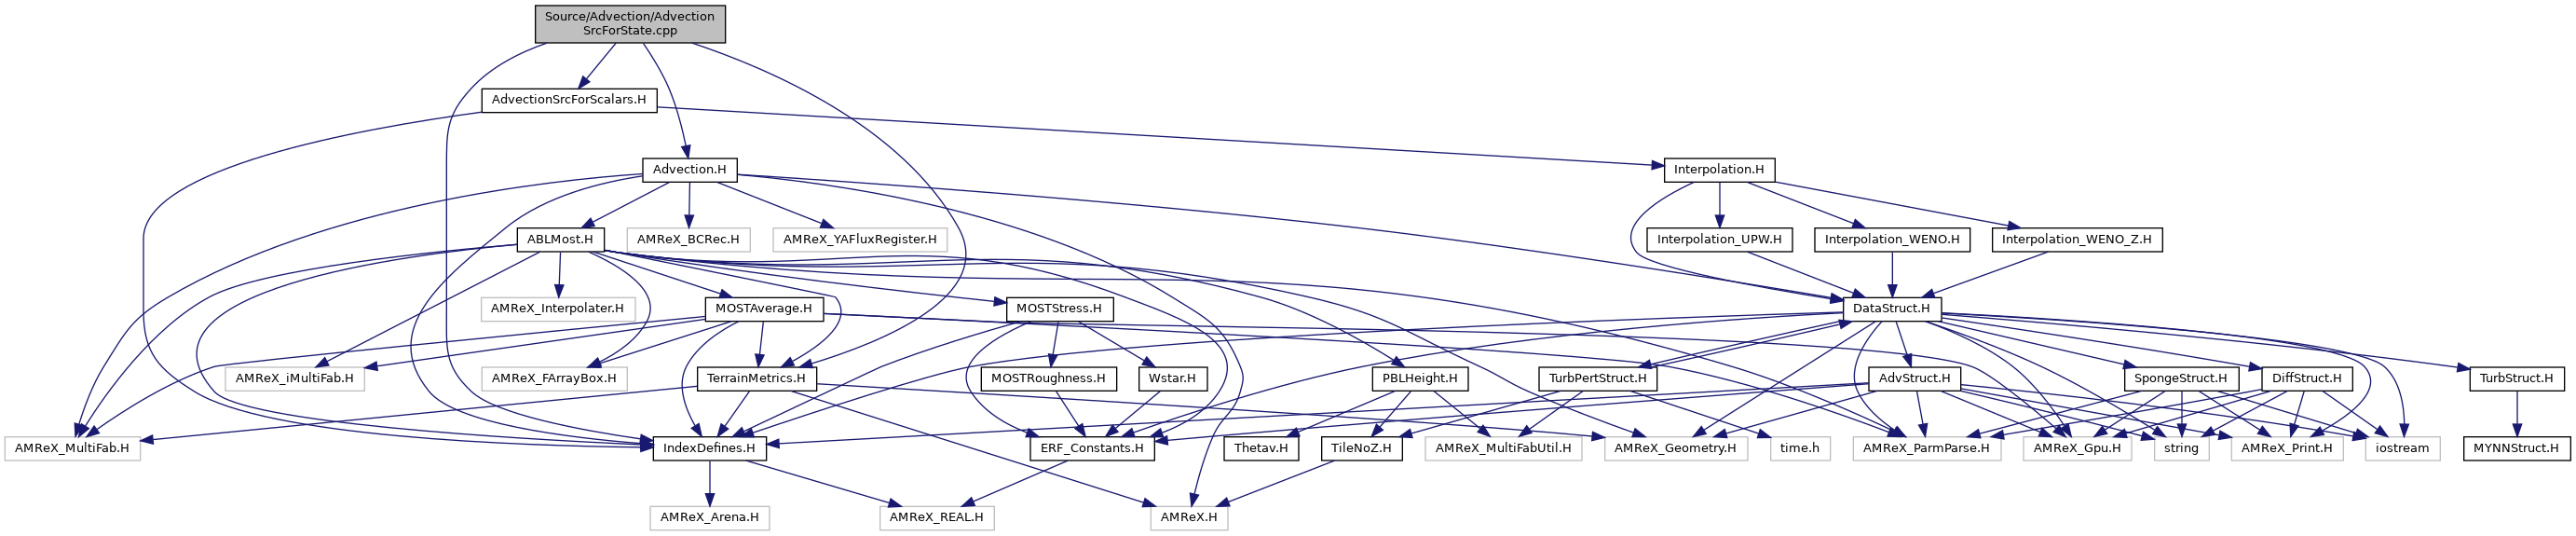 Source/Advection/Advection
SrcForState.cpp
AdvectionSrcForScalars.H
Advection.H
Interpolation.H
ABLMost.H
AMReX_BCRec.H
AMReX_YAFluxRegister.H
Interpolation_UPW.H
Interpolation_WENO.H
Interpolation_WENO_Z.H
AMReX_Interpolater.H
MOSTAverage.H
MOSTStress.H
DataStruct.H
AMReX_iMultiFab.H
AMReX_FArrayBox.H
TerrainMetrics.H
MOSTRoughness.H
Wstar.H
PBLHeight.H
TurbPertStruct.H
AdvStruct.H
SpongeStruct.H
DiffStruct.H
TurbStruct.H
AMReX_MultiFab.H
IndexDefines.H
ERF_Constants.H
Thetav.H
TileNoZ.H
AMReX_MultiFabUtil.H
AMReX_Geometry.H
time.h
AMReX_ParmParse.H
AMReX_Gpu.H
string
AMReX_Print.H
iostream
MYNNStruct.H
AMReX_Arena.H
AMReX_REAL.H
AMReX.H